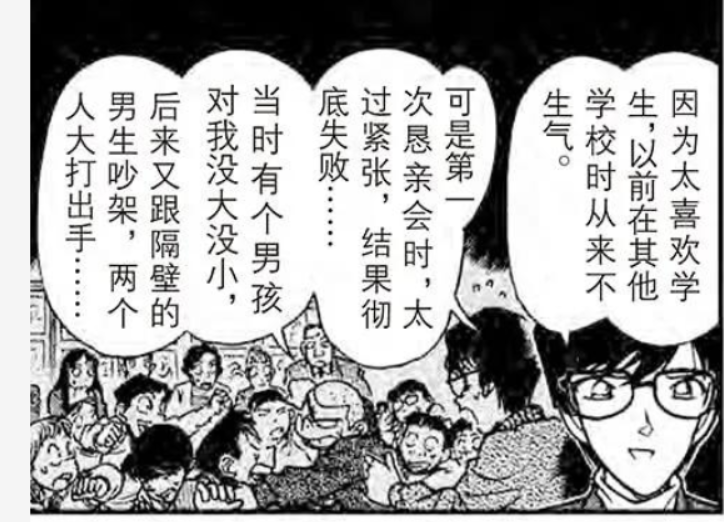 因为太喜欢学
生，以前在其他
学校时从来不
生气。
可是第一
次恳亲会时，太
过紧张，结果彻
底失败……
当时有个男孩
对我没大没小，
后来又跟隔壁的
男生吵架，两个
人大打出手……